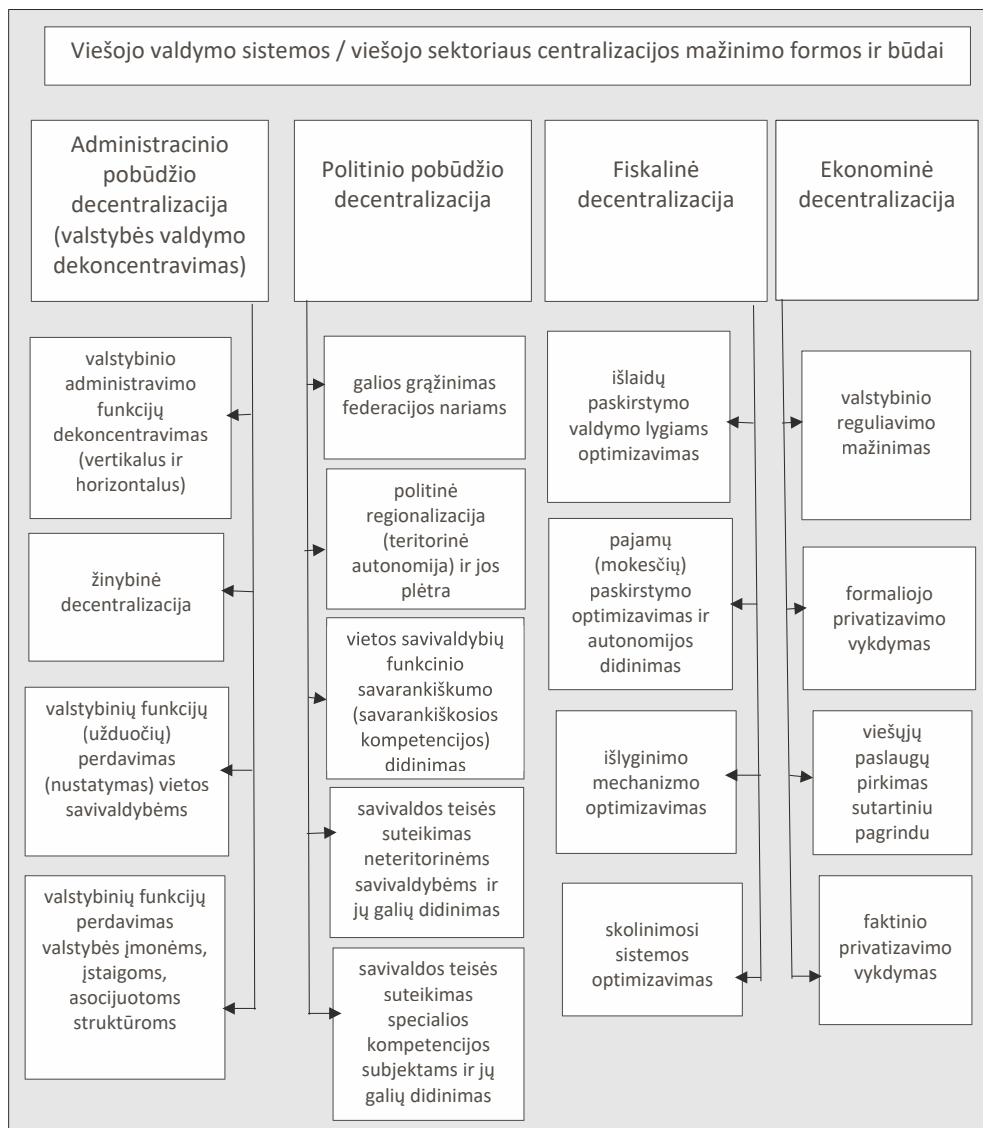 Viešojo valdymo sistemos / viešojo sektoriaus centralizacijos mažinimo formos ir būdai
Administracinio
pobūdžio
decentralizacija
(valstybės valdymo
dekoncentravimas)
valstybinio
administravimo
funkcijų
dekoncentravimas
(vertikalus ir
horizontalus)
žinybinė
decentralizacija
valstybinių funkcijų
(užduočių)
perdavimas
(nustatymas) vietos
savivaldybėms
valstybinių funkcijų
perdavimas
valstybės įmonėms,
įstaigoms,
asocijuotoms
struktūroms
Politinio pobūdžio
decentralizacija
galios grąžinimas
federacijos nariams
politinė
regionalizacija
(teritorinė
autonomija) ir jos
plėtra
vietos savivaldybių
funkcinio
savarankiškumo
(savarankiškosios
kompetencijos)
didinimas
savivaldos teisės
suteikimas
neteritorinėms
savivaldybėms ir
jų galių didinimas
savivaldos teisės
suteikimas
specialios
kompetencijos
subjektams ir jų
galių didinimas
Fiskalinė
decentralizacija
išlaidų
paskirstymo
valdymo lygiams
optimizavimas
pajamų
(mokesčių)
paskirstymo
optimizavimas ir
autonomijos
didinimas
išlyginimo
mechanizmo
optimizavimas
skolinimosi
sistemos
optimizavimas
Ekonominė
decentralizacija
valstybinio
reguliavimo
mažinimas
formaliojo
privatizavimo
vykdymas
viešųjų
paslaugų
pirkimas
sutartiniu
pagrindu
faktinio
privatizavimo
vykdymas